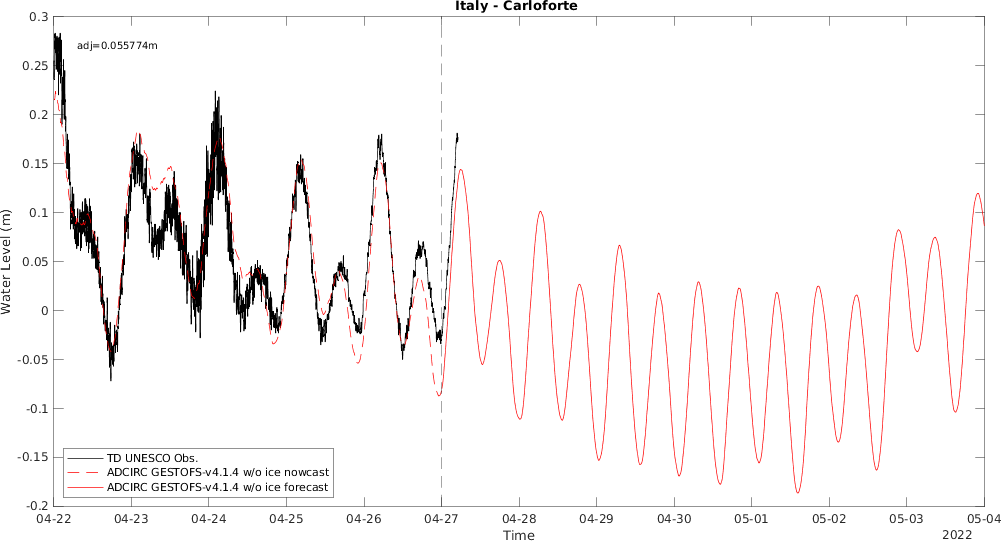 Italy - Carloforte
adj=0.055774m
Water Level (m)
0.3
0.25
0.2
0.15
0.1
0.05
0
-0.05
-0.1
-0.15
-0.2
TD UNESCO Obs.
ADCIRC GESTOFS-v4.1.4 w/o ice nowcast
ADCIRC GESTOFS-v4.1.4 w/o ice forecast
04-22 04-23 04-24 04-25 04-26 04-27 04-28 04-29 04-30 05-01 05-02 05-03 05-04
Time
2022